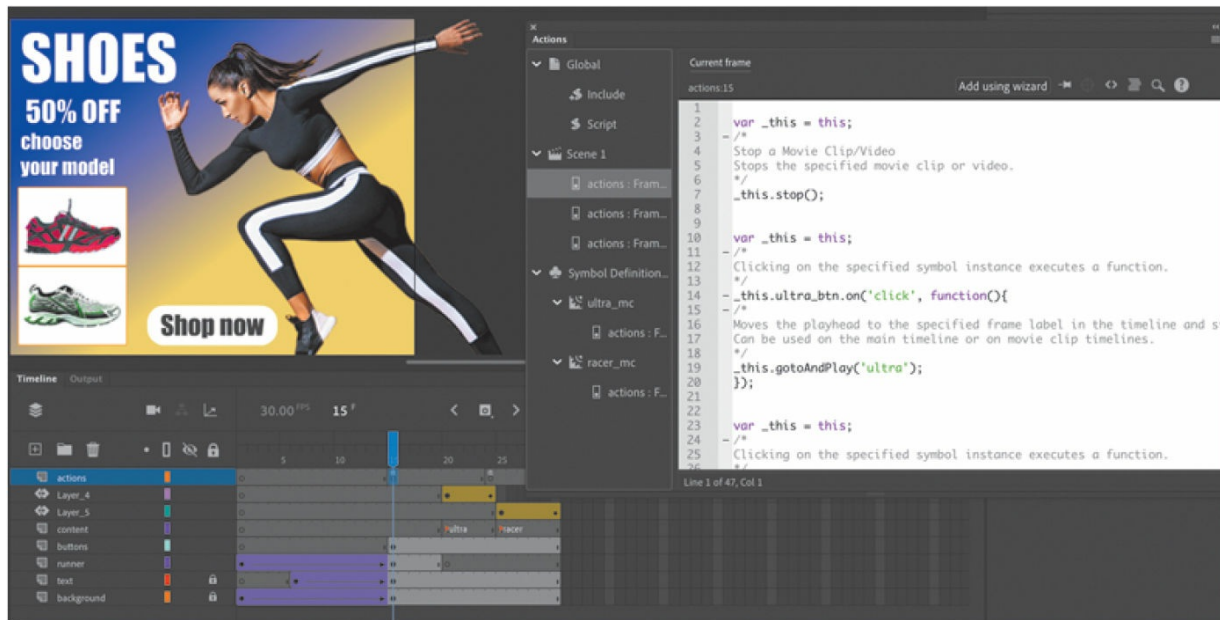 SHOES
50% OFF
choose
your model
Shop now
Actions
Global
Include
Script
Scene 1
actions : Fram...
actions : Fram...
actions : Fram...
Symbol Definition...
ultra_mc
actions : F...
racer_mc
actions : F...
Current frame
actions:15
Add using wizard
1
2 var _this = this;
3 /*
4 Stop a Movie Clip/Video
5 Stops the specified movie clip or video.
6 */
7 _this.stop();
8
9
10 var _this = this;
11 /*
12 Clicking on the specified symbol instance executes a function.
13 */
14 _this.ultra_btn.on('click', function(){
15 /*
16 Moves the playhead to the specified frame label in the timeline and s
17 Can be used on the main timeline or on movie clip timelines.
18 */
19 _this.gotoAndPlay('ultra');
20 });
21
22
23 var _this = this;
24 /*
25 Clicking on the specified symbol instance executes a function.
26 */
Line 1 of 47, Col 1
Timeline Output
30.00 FPS 15 F
5 10 15 20 25
actions
Layer_4
Layer_5
content ultra racer
buttons
runner
text
background